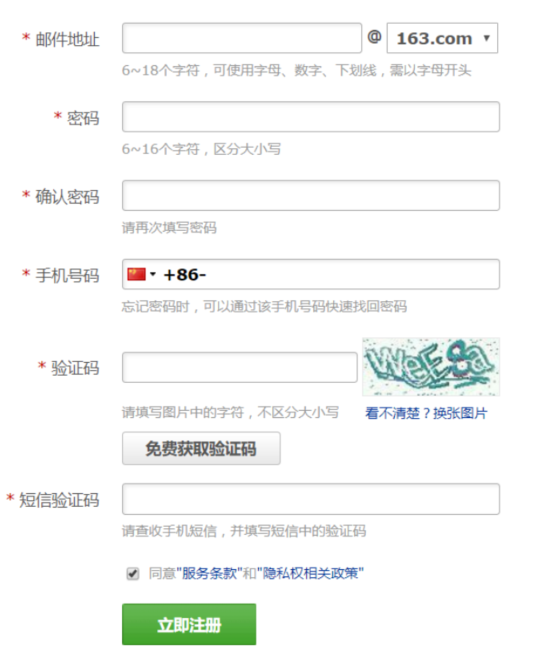 * 邮件地址 @ 163.com ▼
6~18个字符，可使用字母、数字、下划线，需以字母开头
* 密码
6~16个字符，区分大小写
* 确认密码
请再次填写密码
* 手机号码 +86-
忘记密码时，可以通过该手机号码快速找回密码
* 验证码 WeE8a
请填写图片中的字符，不区分大小写 看不清楚？换张图片
免费获取验证码
* 短信验证码
请查收手机短信，并填写短信中的验证码
同意"服务条款"和"隐私权相关政策"
立即注册